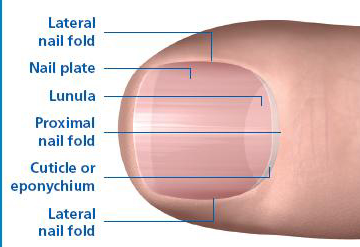 Lateral
nail fold
Nail plate
Lunula
Proximal
nail fold
Cuticle or
eponychium
Lateral
nail fold